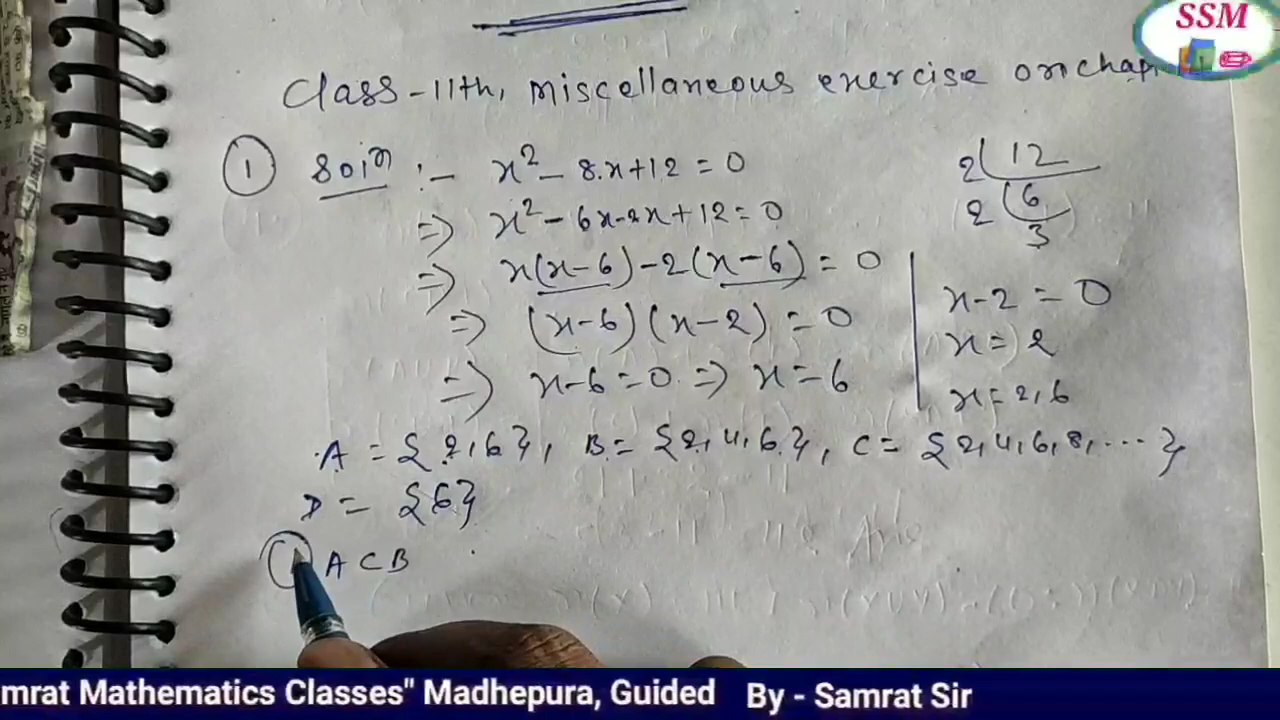 SSM
Class-11th, miscellaneous exercise on chap
1 Soln :- x² - 8x + 12 = 0
⇒ x² - 6x - 2x + 12 = 0
⇒ x(x-6) - 2(x-6) = 0
⇒ (x-6)(x-2) = 0
⇒ x-6 = 0 ⇒ x = 6
2 12
2 6
3
x-2 = 0
x = 2
x = 2, 6
A = {2, 6}, B = {2, 4, 6}, C = {2, 4, 6, 8, ....}
D = {6}
A ⊂ B
mrat Mathematics Classes" Madhepura, Guided By - Samrat Sir